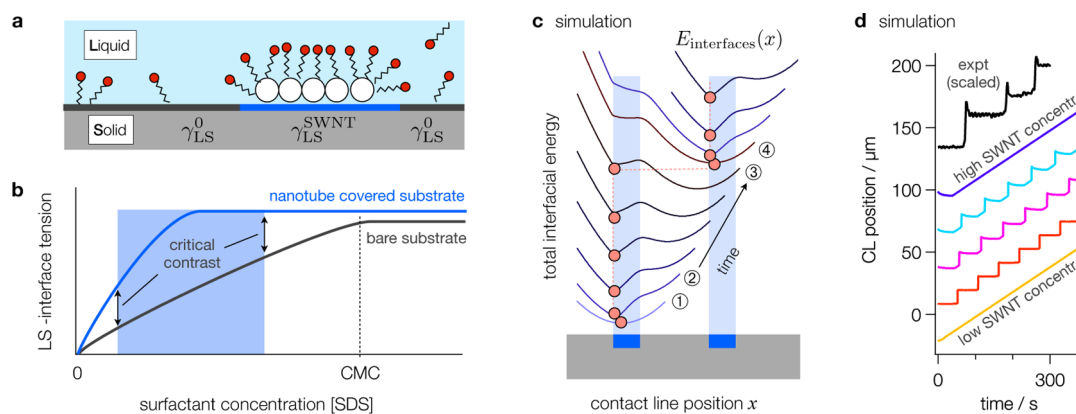 a
Liquid
Solid
γ⁰LS
γSWNT LS
γ⁰LS
b
nanotube covered substrate
critical
contrast
bare substrate
LS -interface tension
0
CMC
surfactant concentration [SDS]
c simulation
Einterfaces(x)
total interfacial energy
④
③
time
②
①
contact line position x
d simulation
200
expt
(scaled)
150
high SWNT concentr
100
50
0
low SWNT concentr
CL position / µm
0
300
time / s